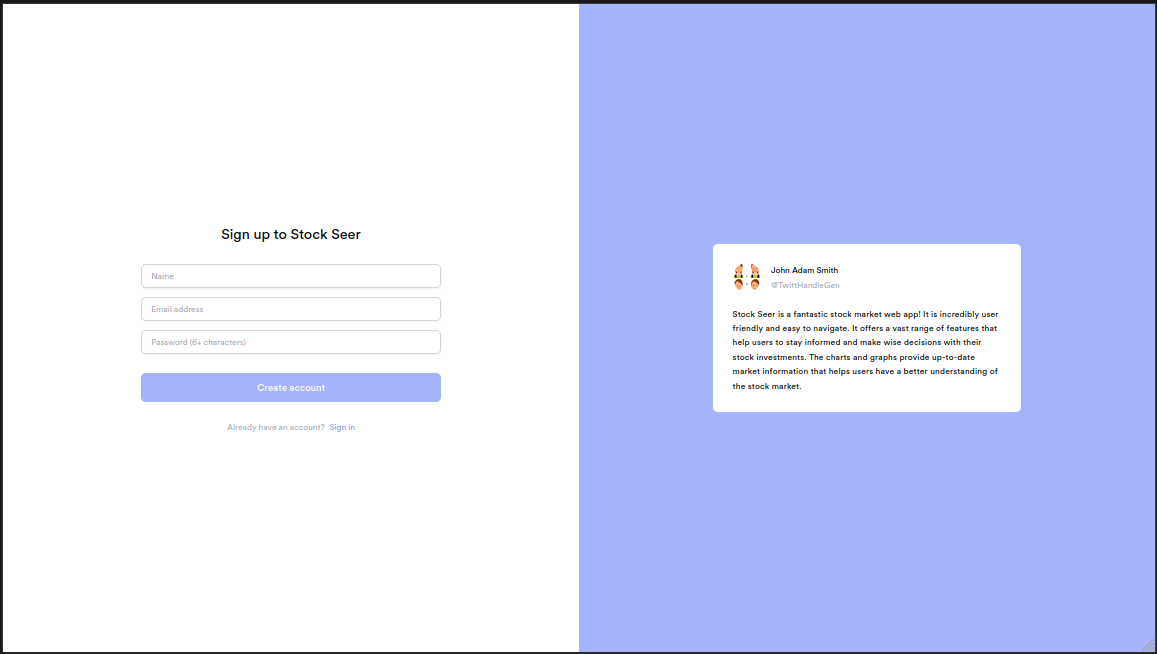 Sign up to Stock Seer
Name
Email address
Password (6+ characters)
Create account
Already have an account? Sign in
John Adam Smith
@TwittHandleGen
Stock Seer is a fantastic stock market web app! It is incredibly user
friendly and easy to navigate. It offers a vast range of features that
help users to stay informed and make wise decisions with their
stock investments. The charts and graphs provide up-to-date
market information that helps users have a better understanding of
the stock market.